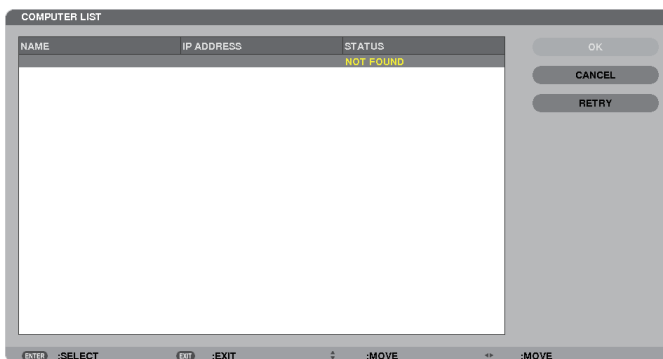 COMPUTER LIST
NAME IP ADDRESS STATUS
NOT FOUND
OK
CANCEL
RETRY
ENTER :SELECT EXIT :EXIT :MOVE :MOVE